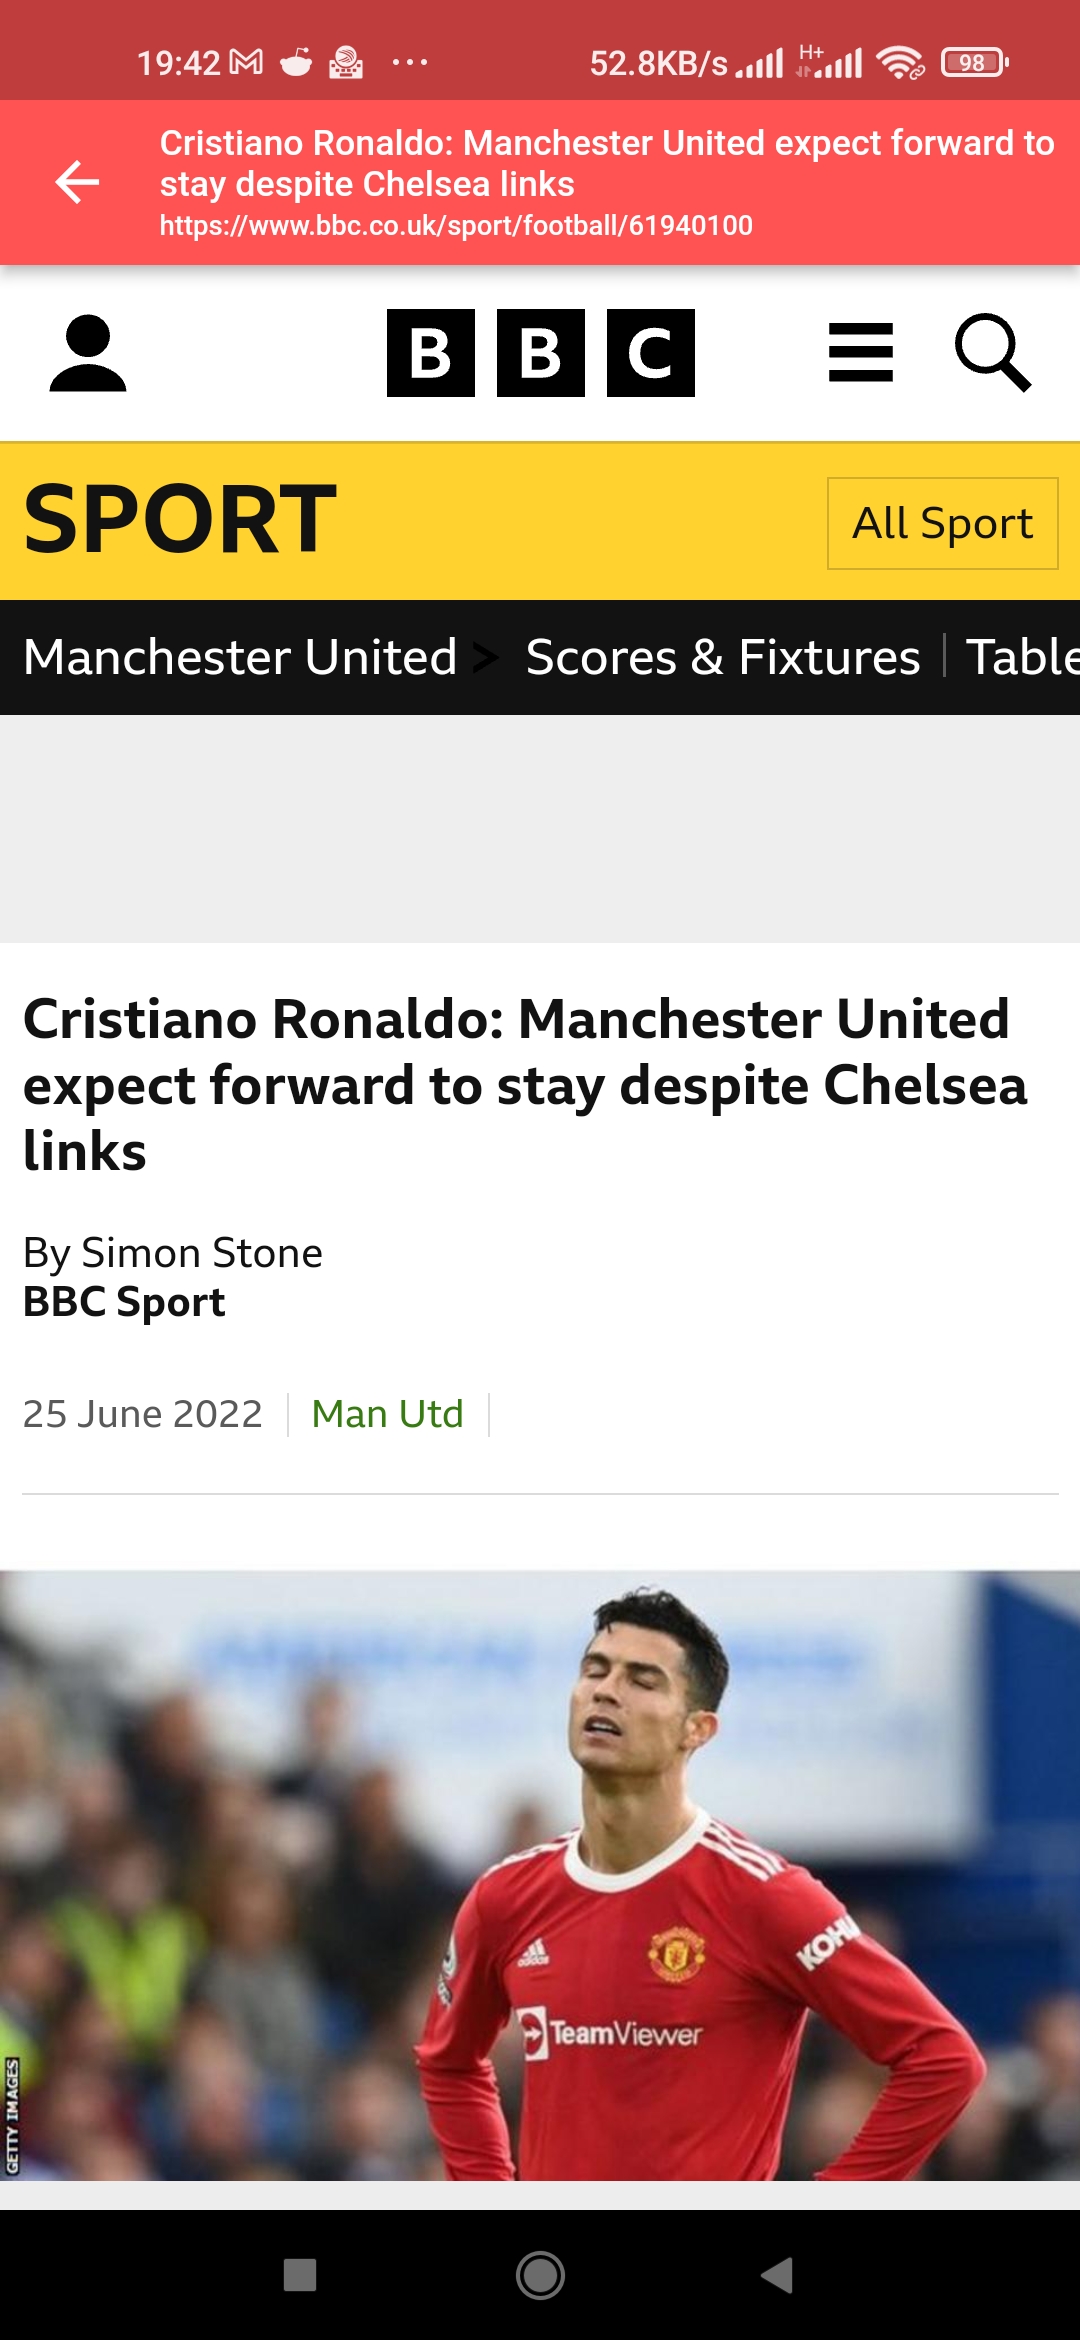 19:42
52.8KB/s
H+
98
Cristiano Ronaldo: Manchester United expect forward to
stay despite Chelsea links
https://www.bbc.co.uk/sport/football/61940100
BBC
SPORT
All Sport
Manchester United > Scores & Fixtures | Table
Cristiano Ronaldo: Manchester United
expect forward to stay despite Chelsea
links
By Simon Stone
BBC Sport
25 June 2022
Man Utd
adidas
KOHL
TeamViewer
GETTY IMAGES